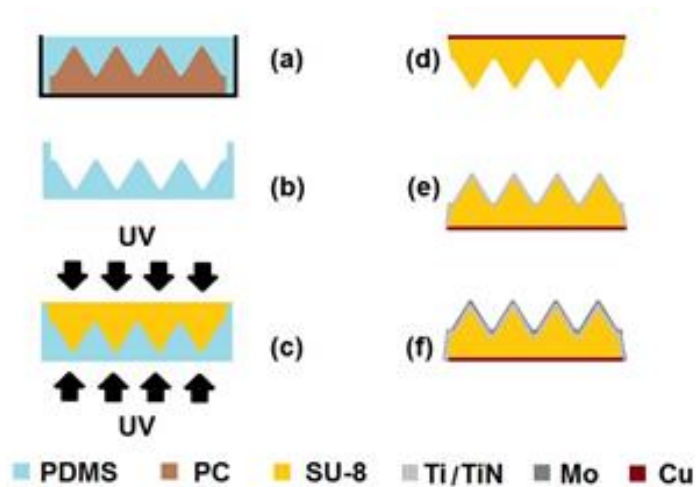 (a)
(d)
(b)
(e)
UV
(c)
(f)
UV
PDMS PC SU-8 Ti/TiN Mo Cu